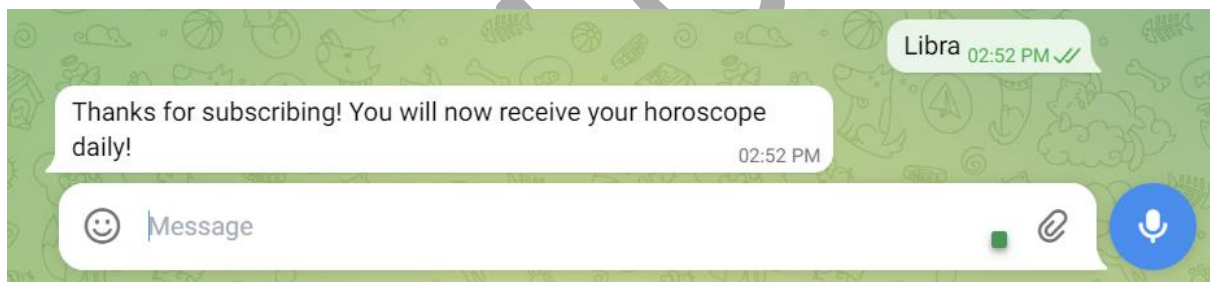 Libra 02:52 PM
Thanks for subscribing! You will now receive your horoscope
daily!
02:52 PM
Message